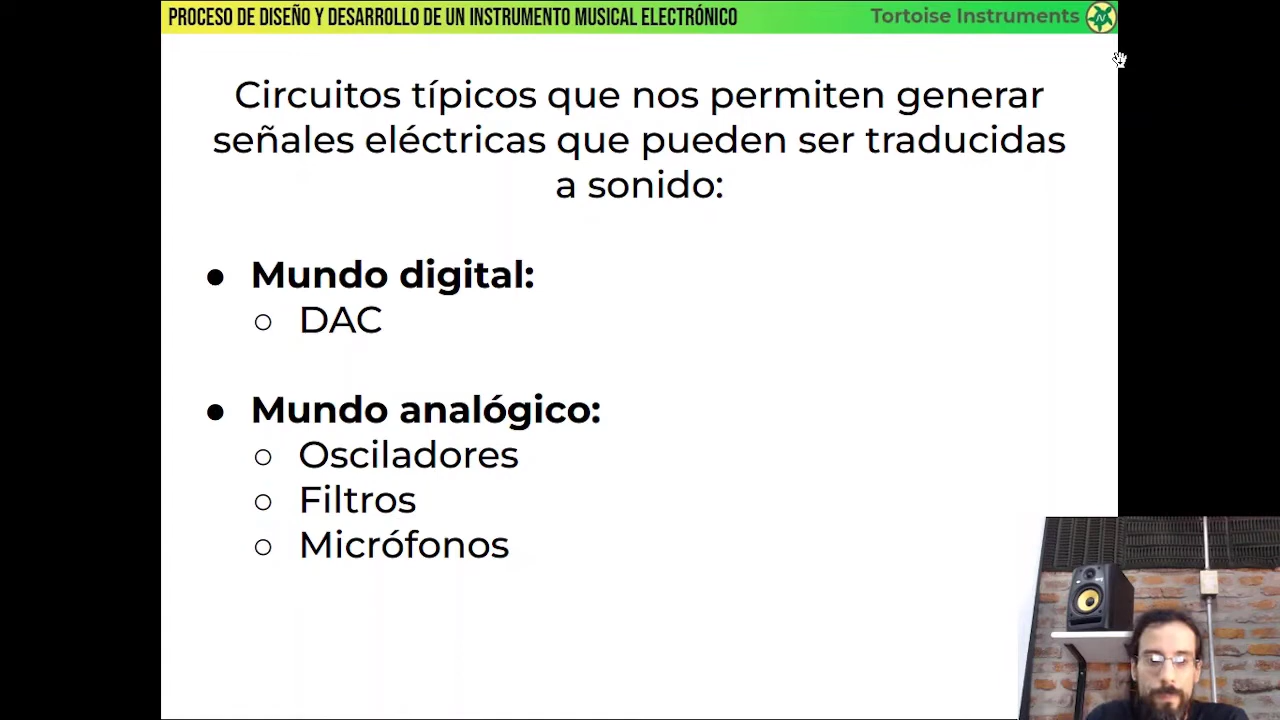 PROCESO DE DISEÑO Y DESARROLLO DE UN INSTRUMENTO MUSICAL ELECTRÓNICO
Tortoise Instruments
Circuitos típicos que nos permiten generar
señales eléctricas que pueden ser traducidas
a sonido:
● Mundo digital:
○ DAC
● Mundo analógico:
○ Osciladores
○ Filtros
○ Micrófonos